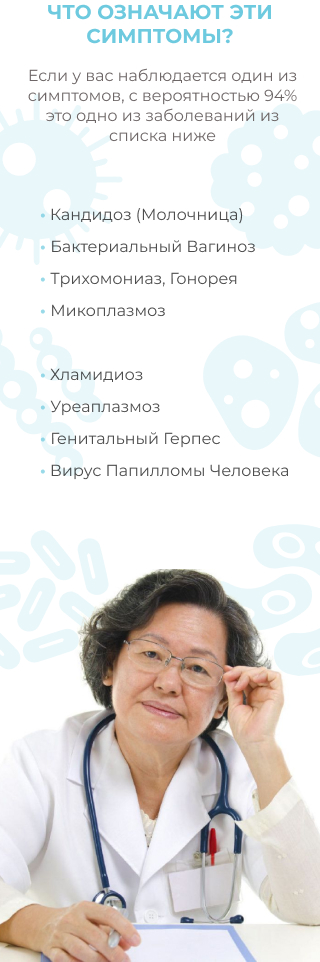 ЧТО ОЗНАЧАЮТ ЭТИ
СИМПТОМЫ?
Если у вас наблюдается один из
симптомов, с вероятностью 94%
это одно из заболеваний из
списка ниже
• Кандидоз (Молочница)
• Бактериальный Вагиноз
• Трихомониаз, Гонорея
• Микоплазмоз
• Хламидиоз
• Уреаплазмоз
• Генитальный Герпес
• Вирус Папилломы Человека